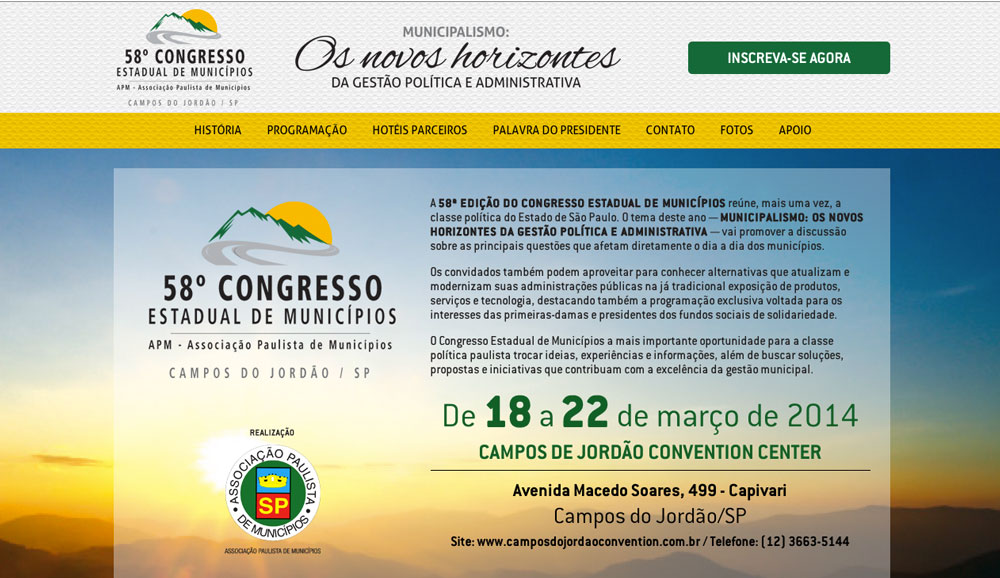 58º CONGRESSO
ESTADUAL DE MUNICÍPIOS
APM - Associação Paulista de Municípios
CAMPOS DO JORDÃO / SP
MUNICIPALISMO:
Os novos horizontes
DA GESTÃO POLÍTICA E ADMINISTRATIVA
INSCREVA-SE AGORA
HISTÓRIA PROGRAMAÇÃO HOTÉIS PARCEIROS PALAVRA DO PRESIDENTE CONTATO FOTOS APOIO
58º CONGRESSO
ESTADUAL DE MUNICÍPIOS
APM - Associação Paulista de Municípios
CAMPOS DO JORDÃO / SP
REALIZAÇÃO
ASSOCIAÇÃO PAULISTA
SP
DE MUNICÍPIOS
ASSOCIAÇÃO PAULISTA DE MUNICÍPIOS
A 58ª EDIÇÃO DO CONGRESSO ESTADUAL DE MUNICÍPIOS reúne, mais uma vez, a
classe política do Estado de São Paulo. O tema deste ano — MUNICIPALISMO: OS NOVOS
HORIZONTES DA GESTÃO POLÍTICA E ADMINISTRATIVA — vai promover a discussão
sobre as principais questões que afetam diretamente o dia a dia dos municípios.
Os convidados também podem aproveitar para conhecer alternativas que atualizam e
modernizam suas administrações públicas na já tradicional exposição de produtos,
serviços e tecnologia, destacando também a programação exclusiva voltada para os
interesses das primeiras-damas e presidentes dos fundos sociais de solidariedade.
O Congresso Estadual de Municípios a mais importante oportunidade para a classe
política paulista trocar ideias, experiências e informações, além de buscar soluções,
propostas e iniciativas que contribuam com a excelência da gestão municipal.
De 18 a 22 de março de 2014
CAMPOS DE JORDÃO CONVENTION CENTER
Avenida Macedo Soares, 499 - Capivari
Campos do Jordão/SP
Site: www.camposdojordaoconvention.com.br / Telefone: (12) 3663-5144